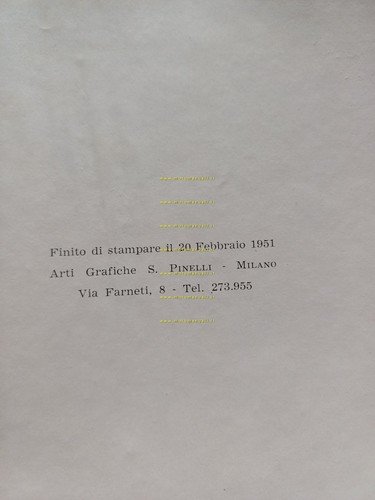 Finito di stampare il 20 Febbraio 1951
Arti Grafiche S. PINELLI - MILANO
Via Farneti, 8 - Tel. 273.955